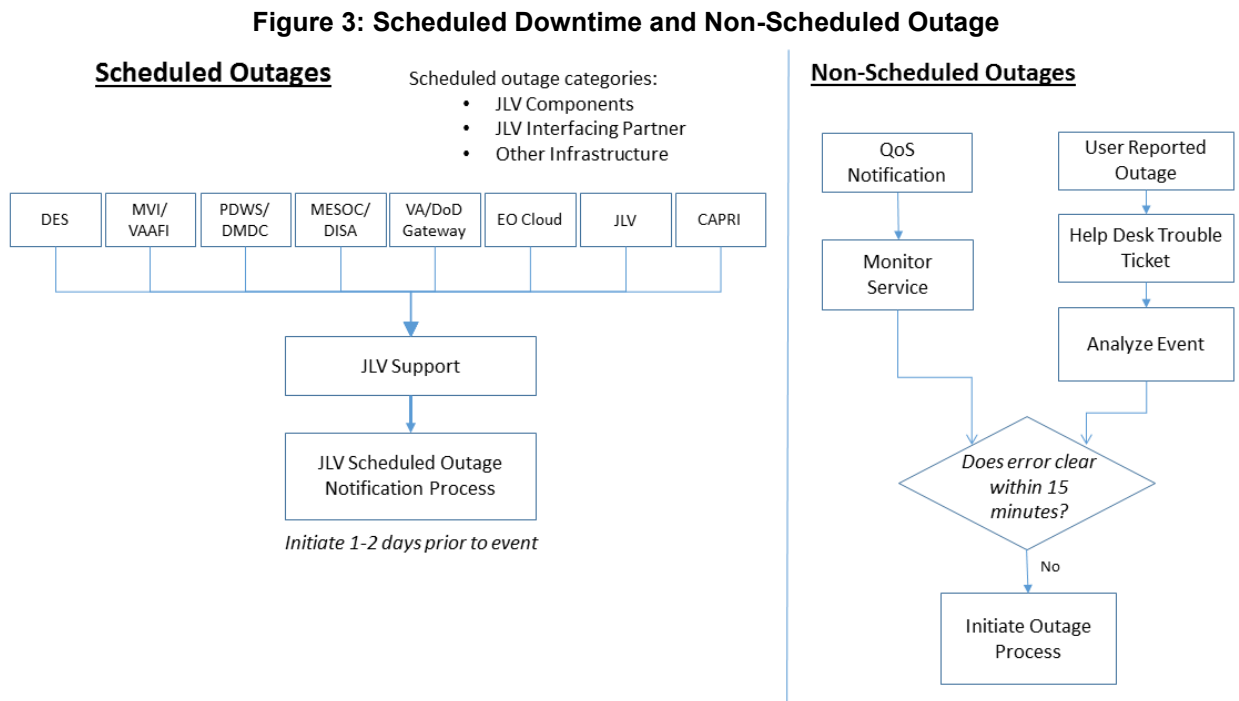 Figure 3: Scheduled Downtime and Non-Scheduled Outage
Scheduled Outages
Scheduled outage categories:
• JLV Components
• JLV Interfacing Partner
• Other Infrastructure
DES
MVI/
VAAFI
PDWS/
DMDC
MESOC/
DISA
VA/DoD
Gateway
EO Cloud
JLV
CAPRI
JLV Support
JLV Scheduled Outage
Notification Process
Initiate 1-2 days prior to event
Non-Scheduled Outages
QoS
Notification
Monitor
Service
User Reported
Outage
Help Desk Trouble
Ticket
Analyze Event
Does error clear
within 15
minutes?
No
Initiate Outage
Process